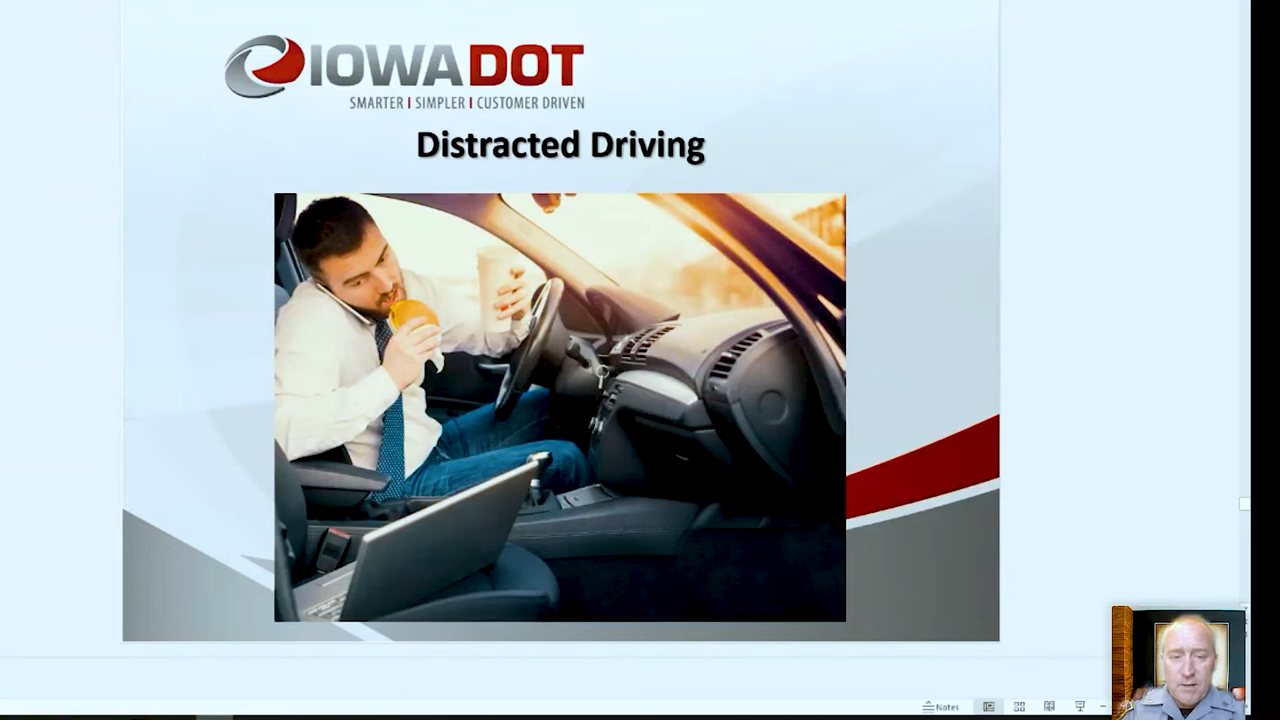 IOWADOT
SMARTER | SIMPLER | CUSTOMER DRIVEN
Distracted Driving
Notes